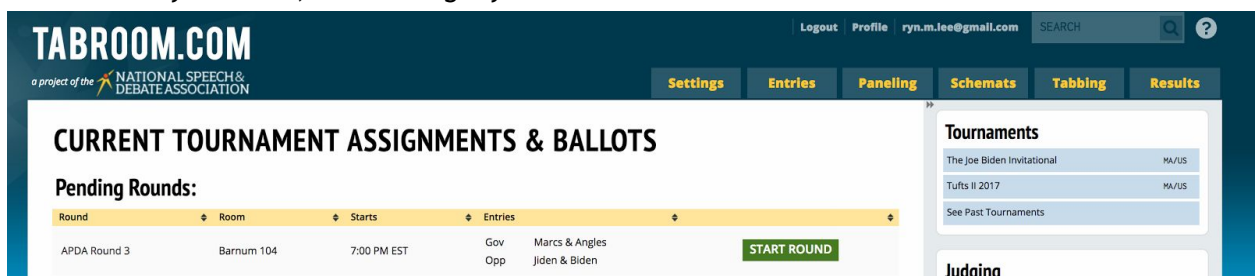 Logout Profile ryn.m.lee@gmail.com SEARCH ?
TABROOM.COM
a project of the NATIONAL SPEECH &
DEBATE ASSOCIATION
Settings Entries Paneling Schemats Tabbing Results
CURRENT TOURNAMENT ASSIGNMENTS & BALLOTS
Pending Rounds:
Round Room Starts Entries
APDA Round 3 Barnum 104 7:00 PM EST Gov Marcs & Angles START ROUND
Opp Jiden & Biden
Tournaments
The Joe Biden Invitational MA/US
Tufts II 2017 MA/US
See Past Tournaments
Judging